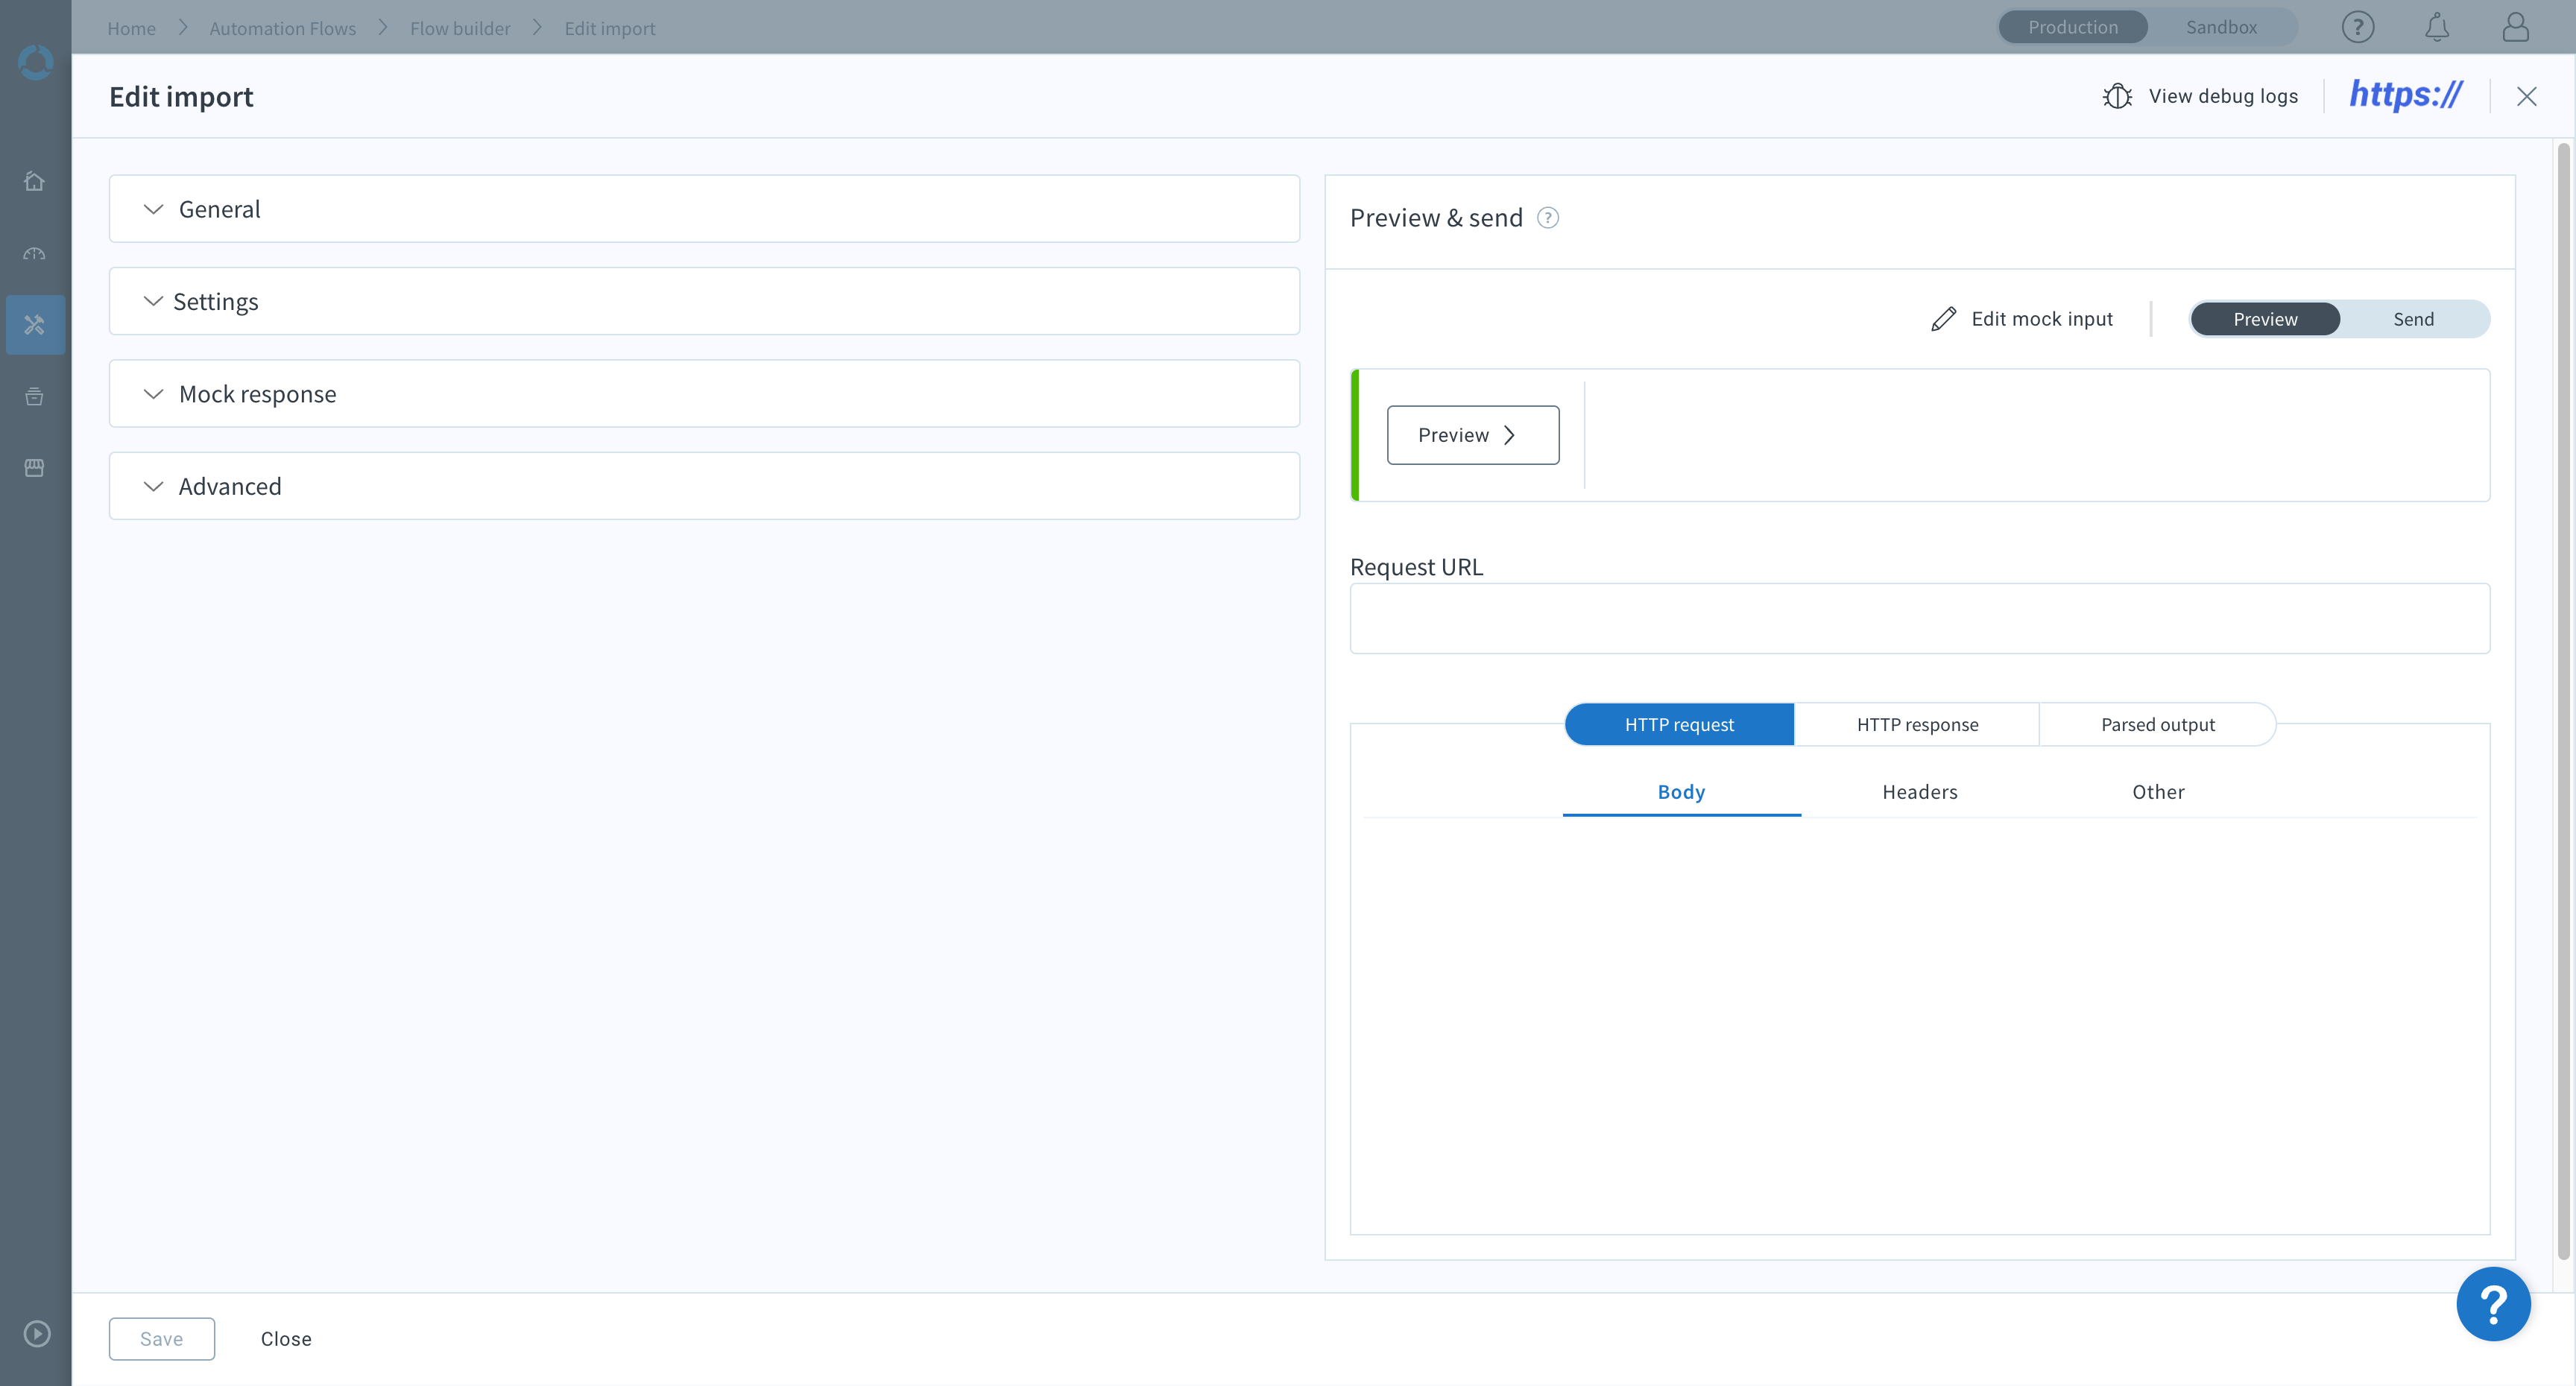 Home Automation Flows Flow builder Edit import Production Sandbox ?
Edit import View debug logs https://
General
Settings
Mock response
Advanced
Preview & send ?
Edit mock input Preview Send
Preview
Request URL
HTTP request HTTP response Parsed output
Body Headers Other
Save Close ?